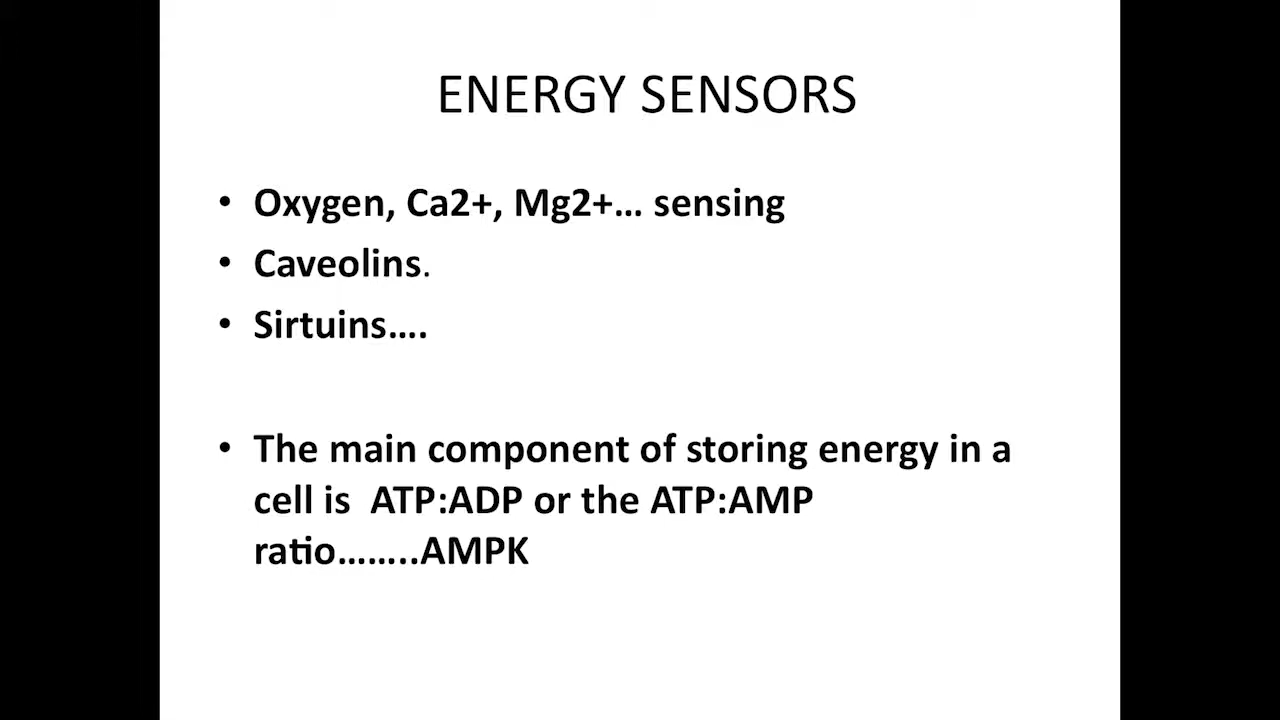 ENERGY SENSORS
• Oxygen, Ca2+, Mg2+… sensing
• Caveolins.
• Sirtuins….
• The main component of storing energy in a
cell is  ATP:ADP or the ATP:AMP
ratio……..AMPK